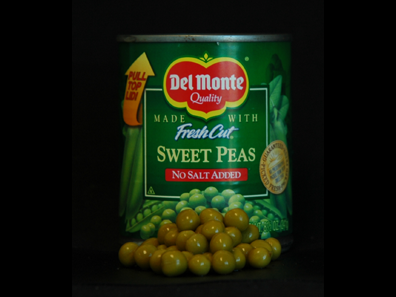 PULL
TOP
LID!
Del Monte
Quality
MADE WITH
Fresh Cut
SWEET PEAS
NO SALT ADDED